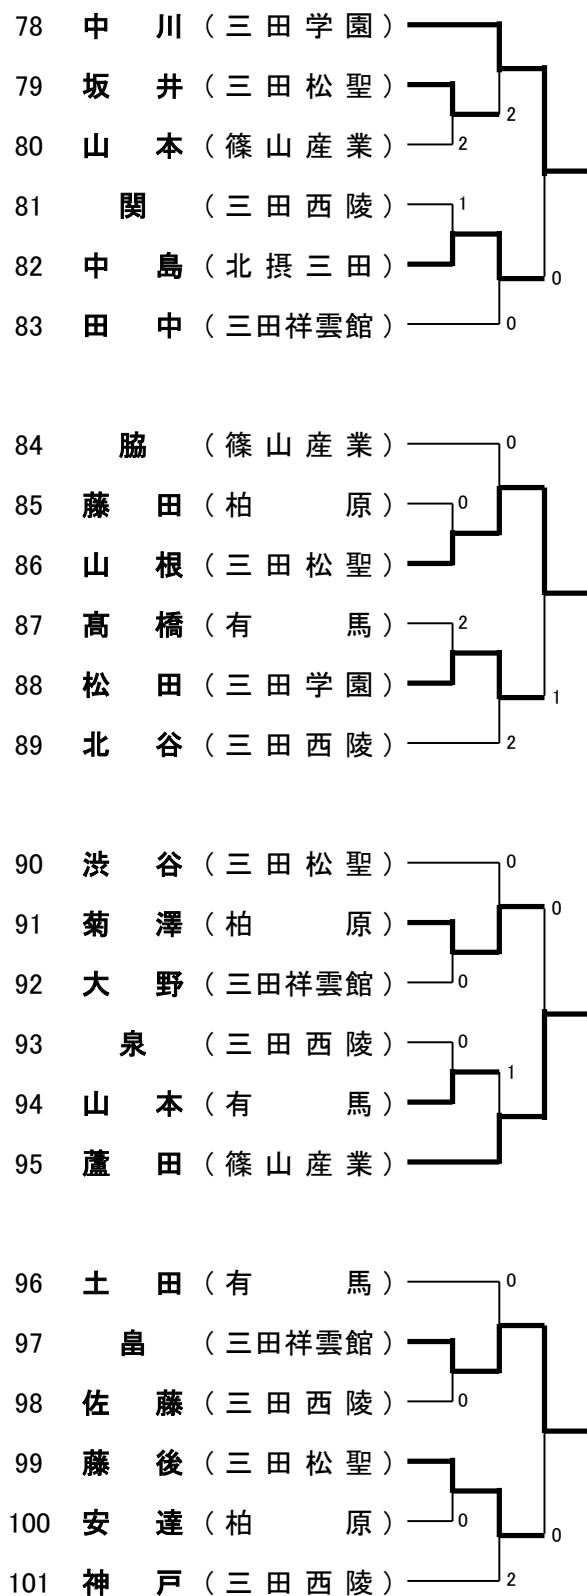 78 中 川 ( 三 田 学 園 )
79 坂 井 ( 三 田 松 聖 )
2
80 山 本 ( 篠 山 産 業 )
2
81 関 ( 三 田 西 陵 )
1
82 中 島 ( 北 摂 三 田 )
0
83 田 中 ( 三田祥雲館 )
0
84 脇 ( 篠 山 産 業 )
0
85 藤 田 ( 柏 原 )
0
86 山 根 ( 三 田 松 聖 )
87 髙 橋 ( 有 馬 )
2
88 松 田 ( 三 田 学 園 )
1
89 北 谷 ( 三 田 西 陵 )
2
90 渋 谷 ( 三 田 松 聖 )
0
91 菊 澤 ( 柏 原 )
0
92 大 野 ( 三田祥雲館 )
0
93 泉 ( 三 田 西 陵 )
0
1
94 山 本 ( 有 馬 )
95 蘆 田 ( 篠 山 産 業 )
96 土 田 ( 有 馬 )
0
97 畠 ( 三田祥雲館 )
98 佐 藤 ( 三 田 西 陵 )
0
99 藤 後 ( 三 田 松 聖 )
100 安 達 ( 柏 原 )
0
0
101 神 戸 ( 三 田 西 陵 )
2